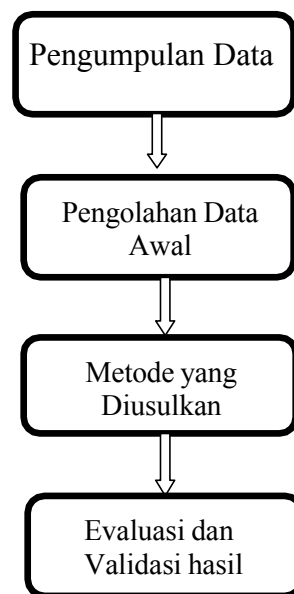 Pengumpulan Data
Pengolahan Data
Awal
Metode yang
Diusulkan
Evaluasi dan
Validasi hasil